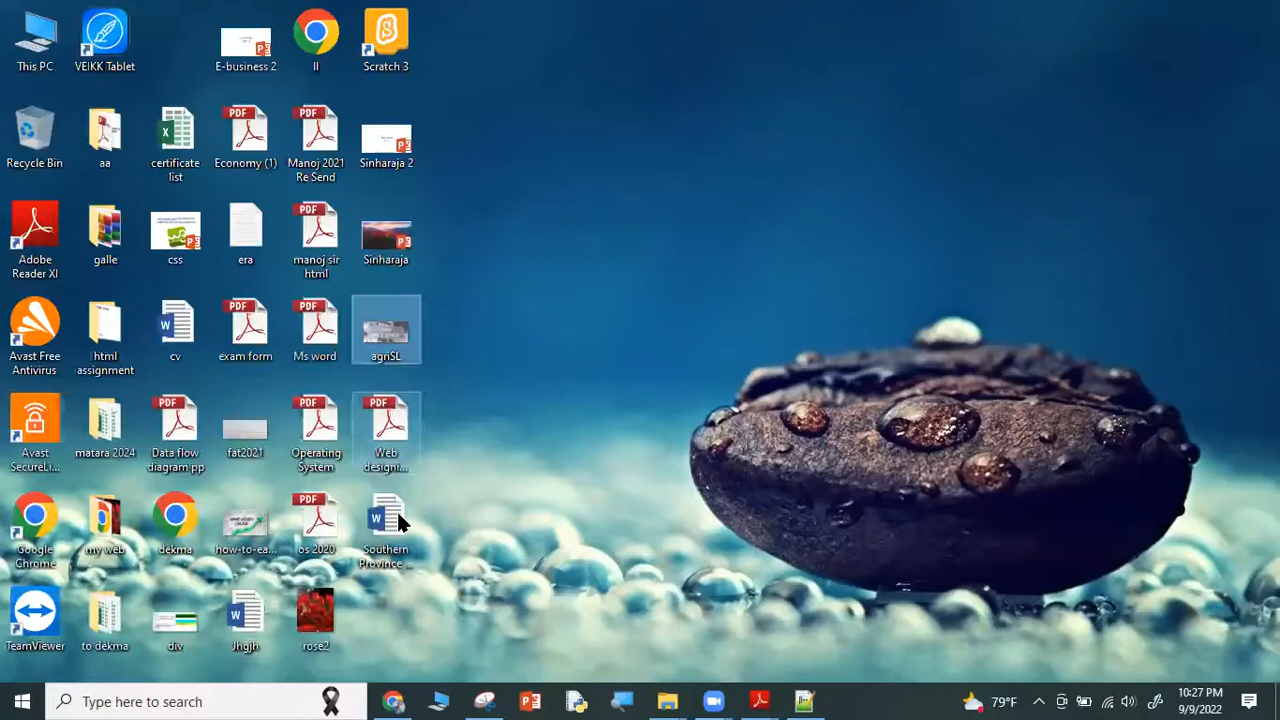 This PC
VEIKK Tablet
E-business 2
II
Scratch 3
Recycle Bin
aa
certificate
list
Economy (1)
Manoj 2021
Re Send
Sinharaja 2
Adobe
Reader XI
galle
css
era
manoj sir
html
Sinharaja
Avast Free
Antivirus
html
assignment
cv
exam form
Ms word
agriSL
Avast
SecureLi...
matara 2024
Data flow
diagram pp
fat2021
Operating
System
Web
designi...
Google
Chrome
my web
dekma
how-to-ea...
os 2020
Southern
Province ...
TeamViewer
to dekma
div
Jhgjh
rose2
Type here to search
79°F
10:27 PM
9/9/2022